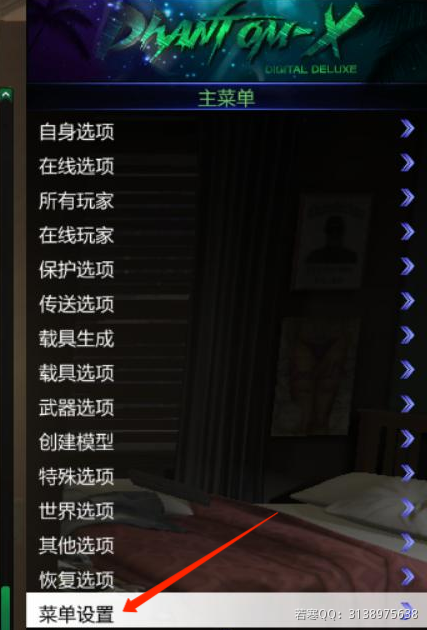 PHANTOM-X
DIGITAL DELUXE
主菜单
自身选项
在线选项
所有玩家
在线玩家
保护选项
传送选项
载具生成
载具选项
武器选项
创建模型
特殊选项
世界选项
其他选项
恢复选项
菜单设置
若寒QQ：3138975638